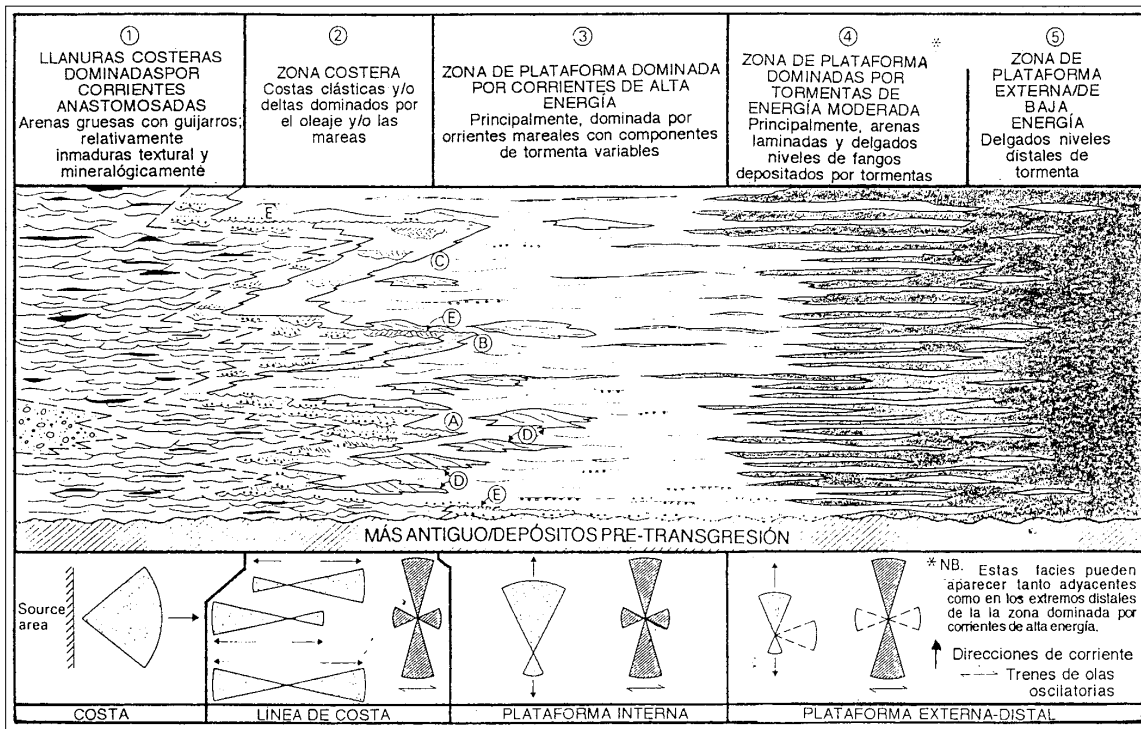 ①
LLANURAS COSTERAS
DOMINADASPOR
CORRIENTES
ANASTOMOSADAS
Arenas gruesas con guijarros;
relativamente
inmaduras textural y
mineralógicamenté
②
ZONA COSTERA
Costas clásticas y/o
deltas dominados por
el oleaje y/o las
mareas
③
ZONA DE PLATAFORMA DOMINADA
POR CORRIENTES DE ALTA
ENERGÍA
Principalmente, dominada por
orrientes mareales con componentes
de tormenta variables
④ *
ZONA DE PLATAFORMA
DOMINADAS POR
TORMENTAS DE
ENERGÍA MODERADA
Principalmente, arenas
laminadas y delgados
niveles de fangos
depositados por tormentas
⑤
ZONA DE
PLATAFORMA
EXTERNA/DE
BAJA
ENERGÍA
Delgados niveles
distales de
tormenta
E
C
E
B
A
D
D
E
MÁS ANTIGUO/DEPÓSITOS PRE-TRANSGRESIÓN
Source
area
* NB. Estas facies pueden
aparecer tanto adyacentes
como en los extremos distales
de la la zona dominada por
corrientes de alta energía.
Direcciones de corriente
Trenes de olas
oscilatorias
COSTA
LÍNEA DE COSTA
PLATAFORMA INTERNA
PLATAFORMA EXTERNA-DISTAL